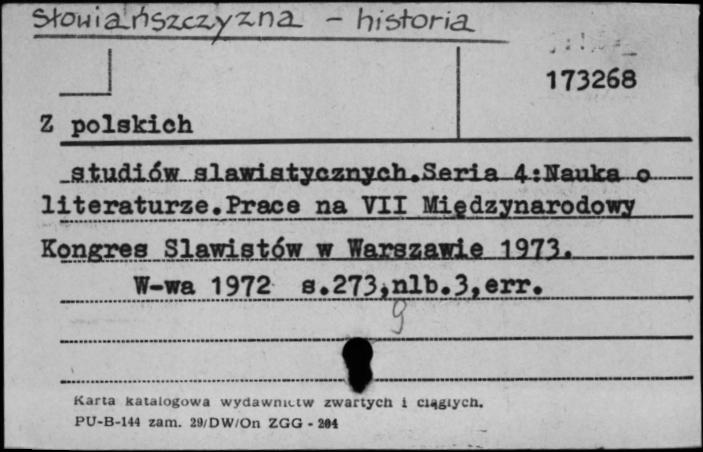 Słowiańszczyzna - historia
173268
Z polskich
studiów slawistycznych.Seria 4:Nauka o
literaturze.Prace na VII Międzynarodowy
Kongres Slawistów w Warszawie 1973.
W-wa 1972 s.273,nlb.3,err.
9
Karta katalogowa wydawnictw zwartych i ciągłych.
PU-B-144 zam. 29/DW/On ZGG - 204